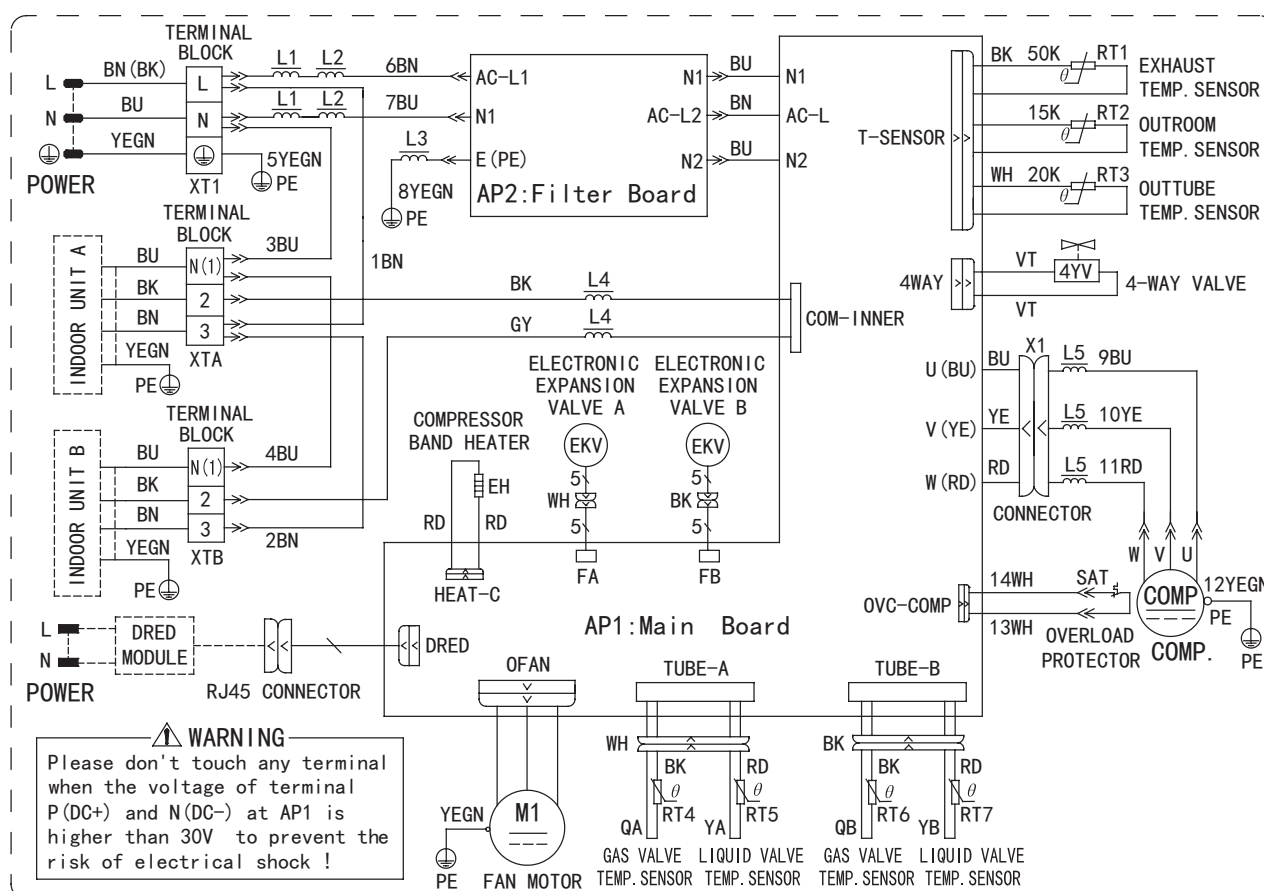 TERMINAL
BLOCK
L BN(BK) L L1 L2 6BN AC-L1
N BU N L1 L2 7BU N1
YEGN 5YEGN PE L3 E(PE)
POWER XT1 8YEGN PE
N1 BU N1
AC-L2 BN AC-L
N2 BU N2
AP2:Filter Board
T-SENSOR
BK 50K θ RT1 EXHAUST
TEMP. SENSOR
15K θ RT2 OUTROOM
TEMP. SENSOR
WH 20K θ RT3 OUTTUBE
TEMP. SENSOR
TERMINAL
BLOCK
INDOOR UNIT A
BU N(1) 3BU
BK 2 BK L4
BN 3 1BN
YEGN XTA GY L4
PE
COM-INNER
4WAY VT 4YV 4-WAY VALVE
VT
ELECTRONIC
EXPANSION
VALVE A
EKV
5
WH
5
FA
ELECTRONIC
EXPANSION
VALVE B
EKV
5
BK
5
FB
COMPRESSOR
BAND HEATER
EH
RD RD
HEAT-C
X1
U(BU) BU L5 9BU
V(YE) YE L5 10YE
W(RD) RD L5 11RD
CONNECTOR
W V U
TERMINAL
BLOCK
INDOOR UNIT B
BU N(1) 4BU
BK 2
BN 3 2BN
YEGN XTB
PE
OVC-COMP 14WH SAT COMP 12YEGN
13WH PE
OVERLOAD
PROTECTOR COMP. PE
AP1:Main Board
L
N DRED
MODULE
POWER
RJ45 CONNECTOR
DRED
OFAN
YEGN M1
PE FAN MOTOR
TUBE-A
WH
BK RD
θ RT4 θ RT5
QA YA
GAS VALVE LIQUID VALVE
TEMP. SENSOR TEMP. SENSOR
TUBE-B
BK
BK RD
θ RT6 θ RT7
QB YB
GAS VALVE LIQUID VALVE
TEMP. SENSOR TEMP. SENSOR
WARNING
Please don't touch any terminal
when the voltage of terminal
P(DC+) and N(DC-) at AP1 is
higher than 30V to prevent the
risk of electrical shock !